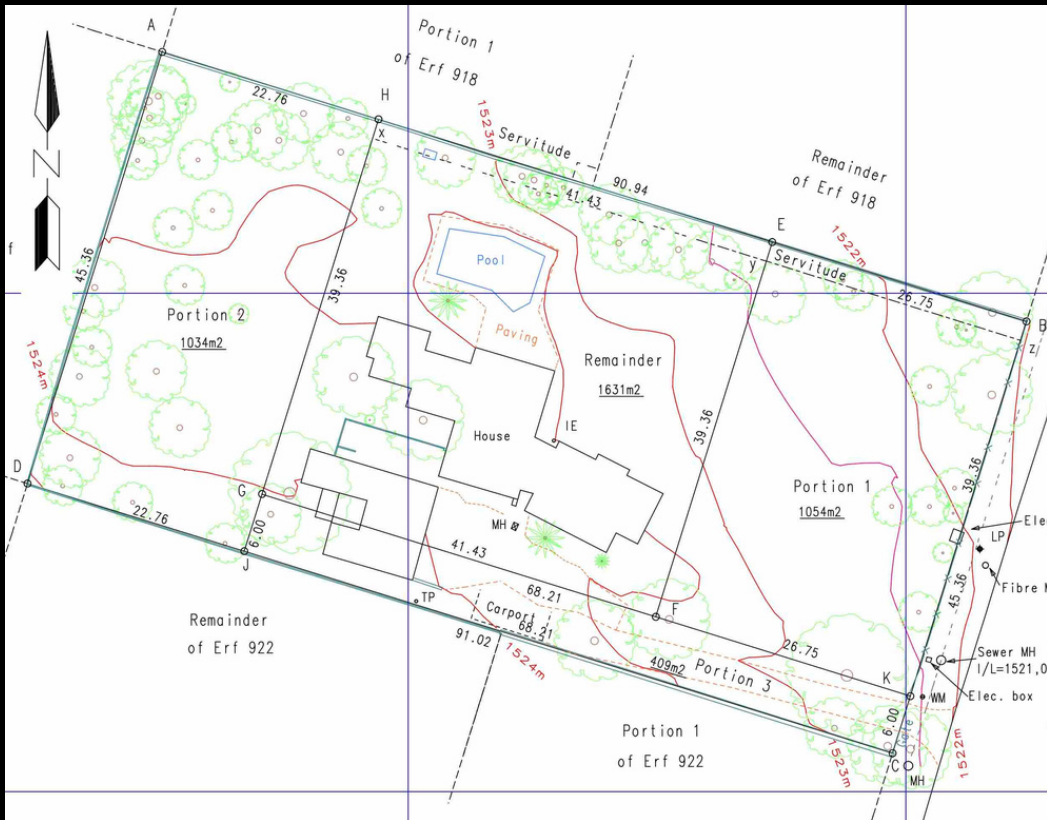 A
Portion 1
of Erf 918
H
22.76
x
1523m
Servitude
90.94
41.43
Remainder
of Erf 918
E
y
Servitude
1522m
26.75
B
z
N
f
45.36
39.36
Pool
Paving
Portion 2
1034m2
1524m
Remainder
1631m2
IE
House
39.36
Portion 1
1054m2
39.36
D
G
22.76
6.00
J
MH
41.43
68.21
F
26.75
TP
Carport
68.21
91.02
1524m
409m2
Portion 3
Remainder
of Erf 922
Portion 1
of Erf 922
LP
45.36
Fibre
Sewer MH
I/L=1521,0
Elec. box
K
WM
6.00
C
MH
1523m
1522m